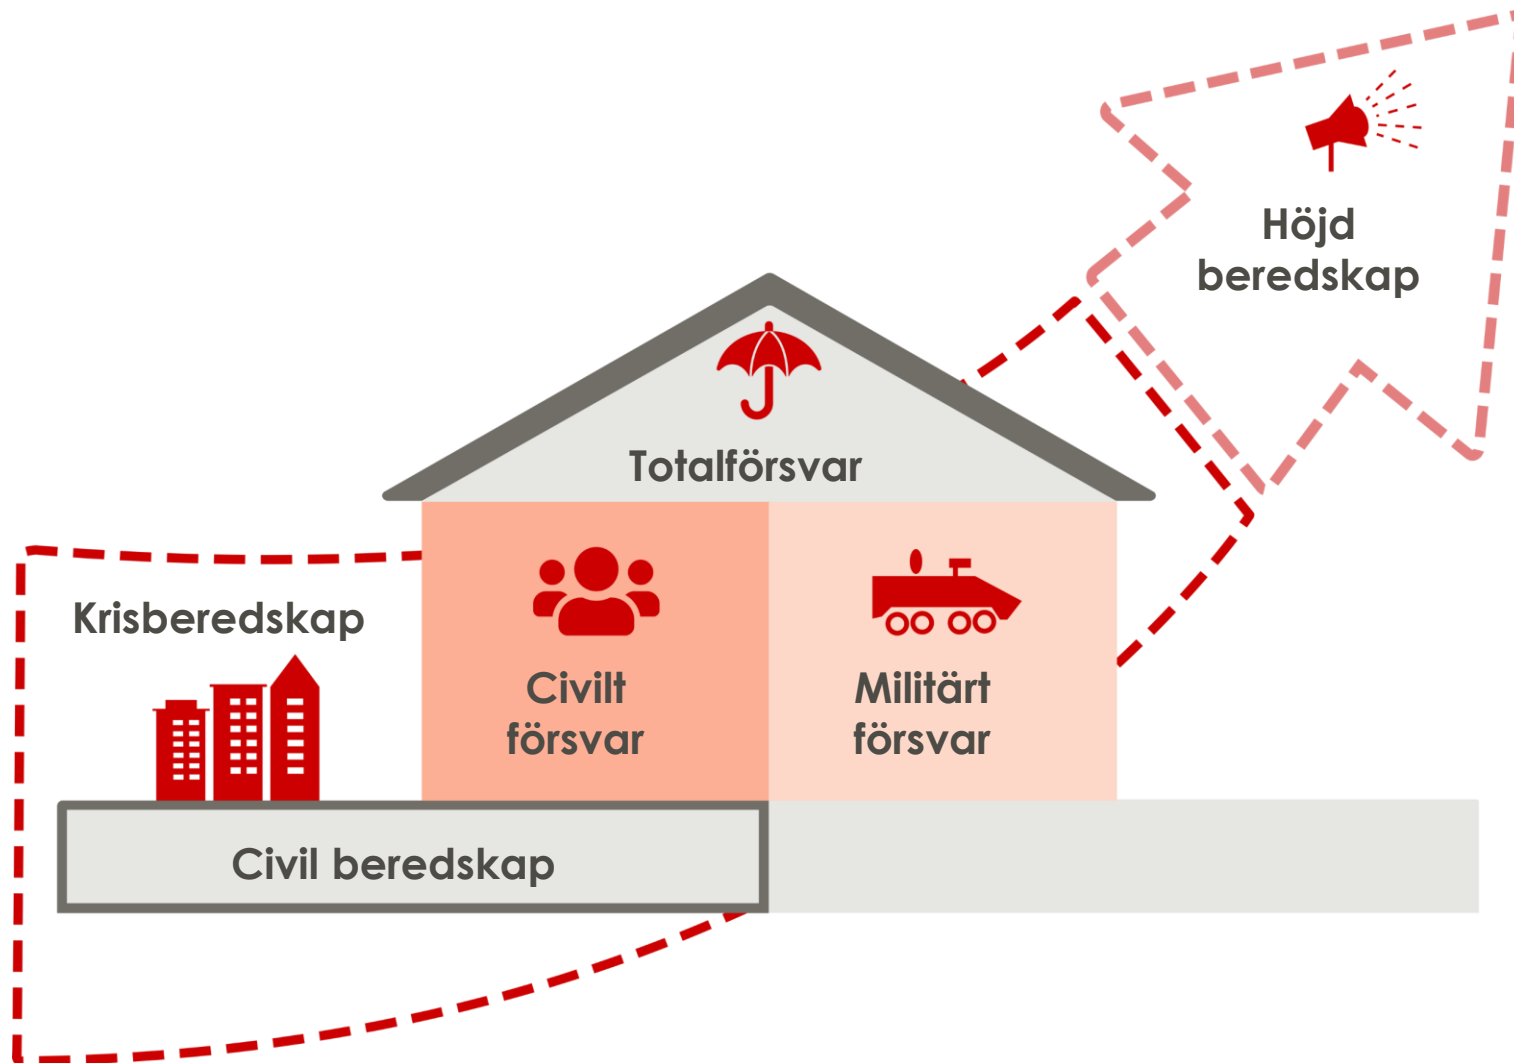 Höjd
beredskap
Totalförsvar
Krisberedskap
Civilt
försvar
Militärt
försvar
Civil beredskap